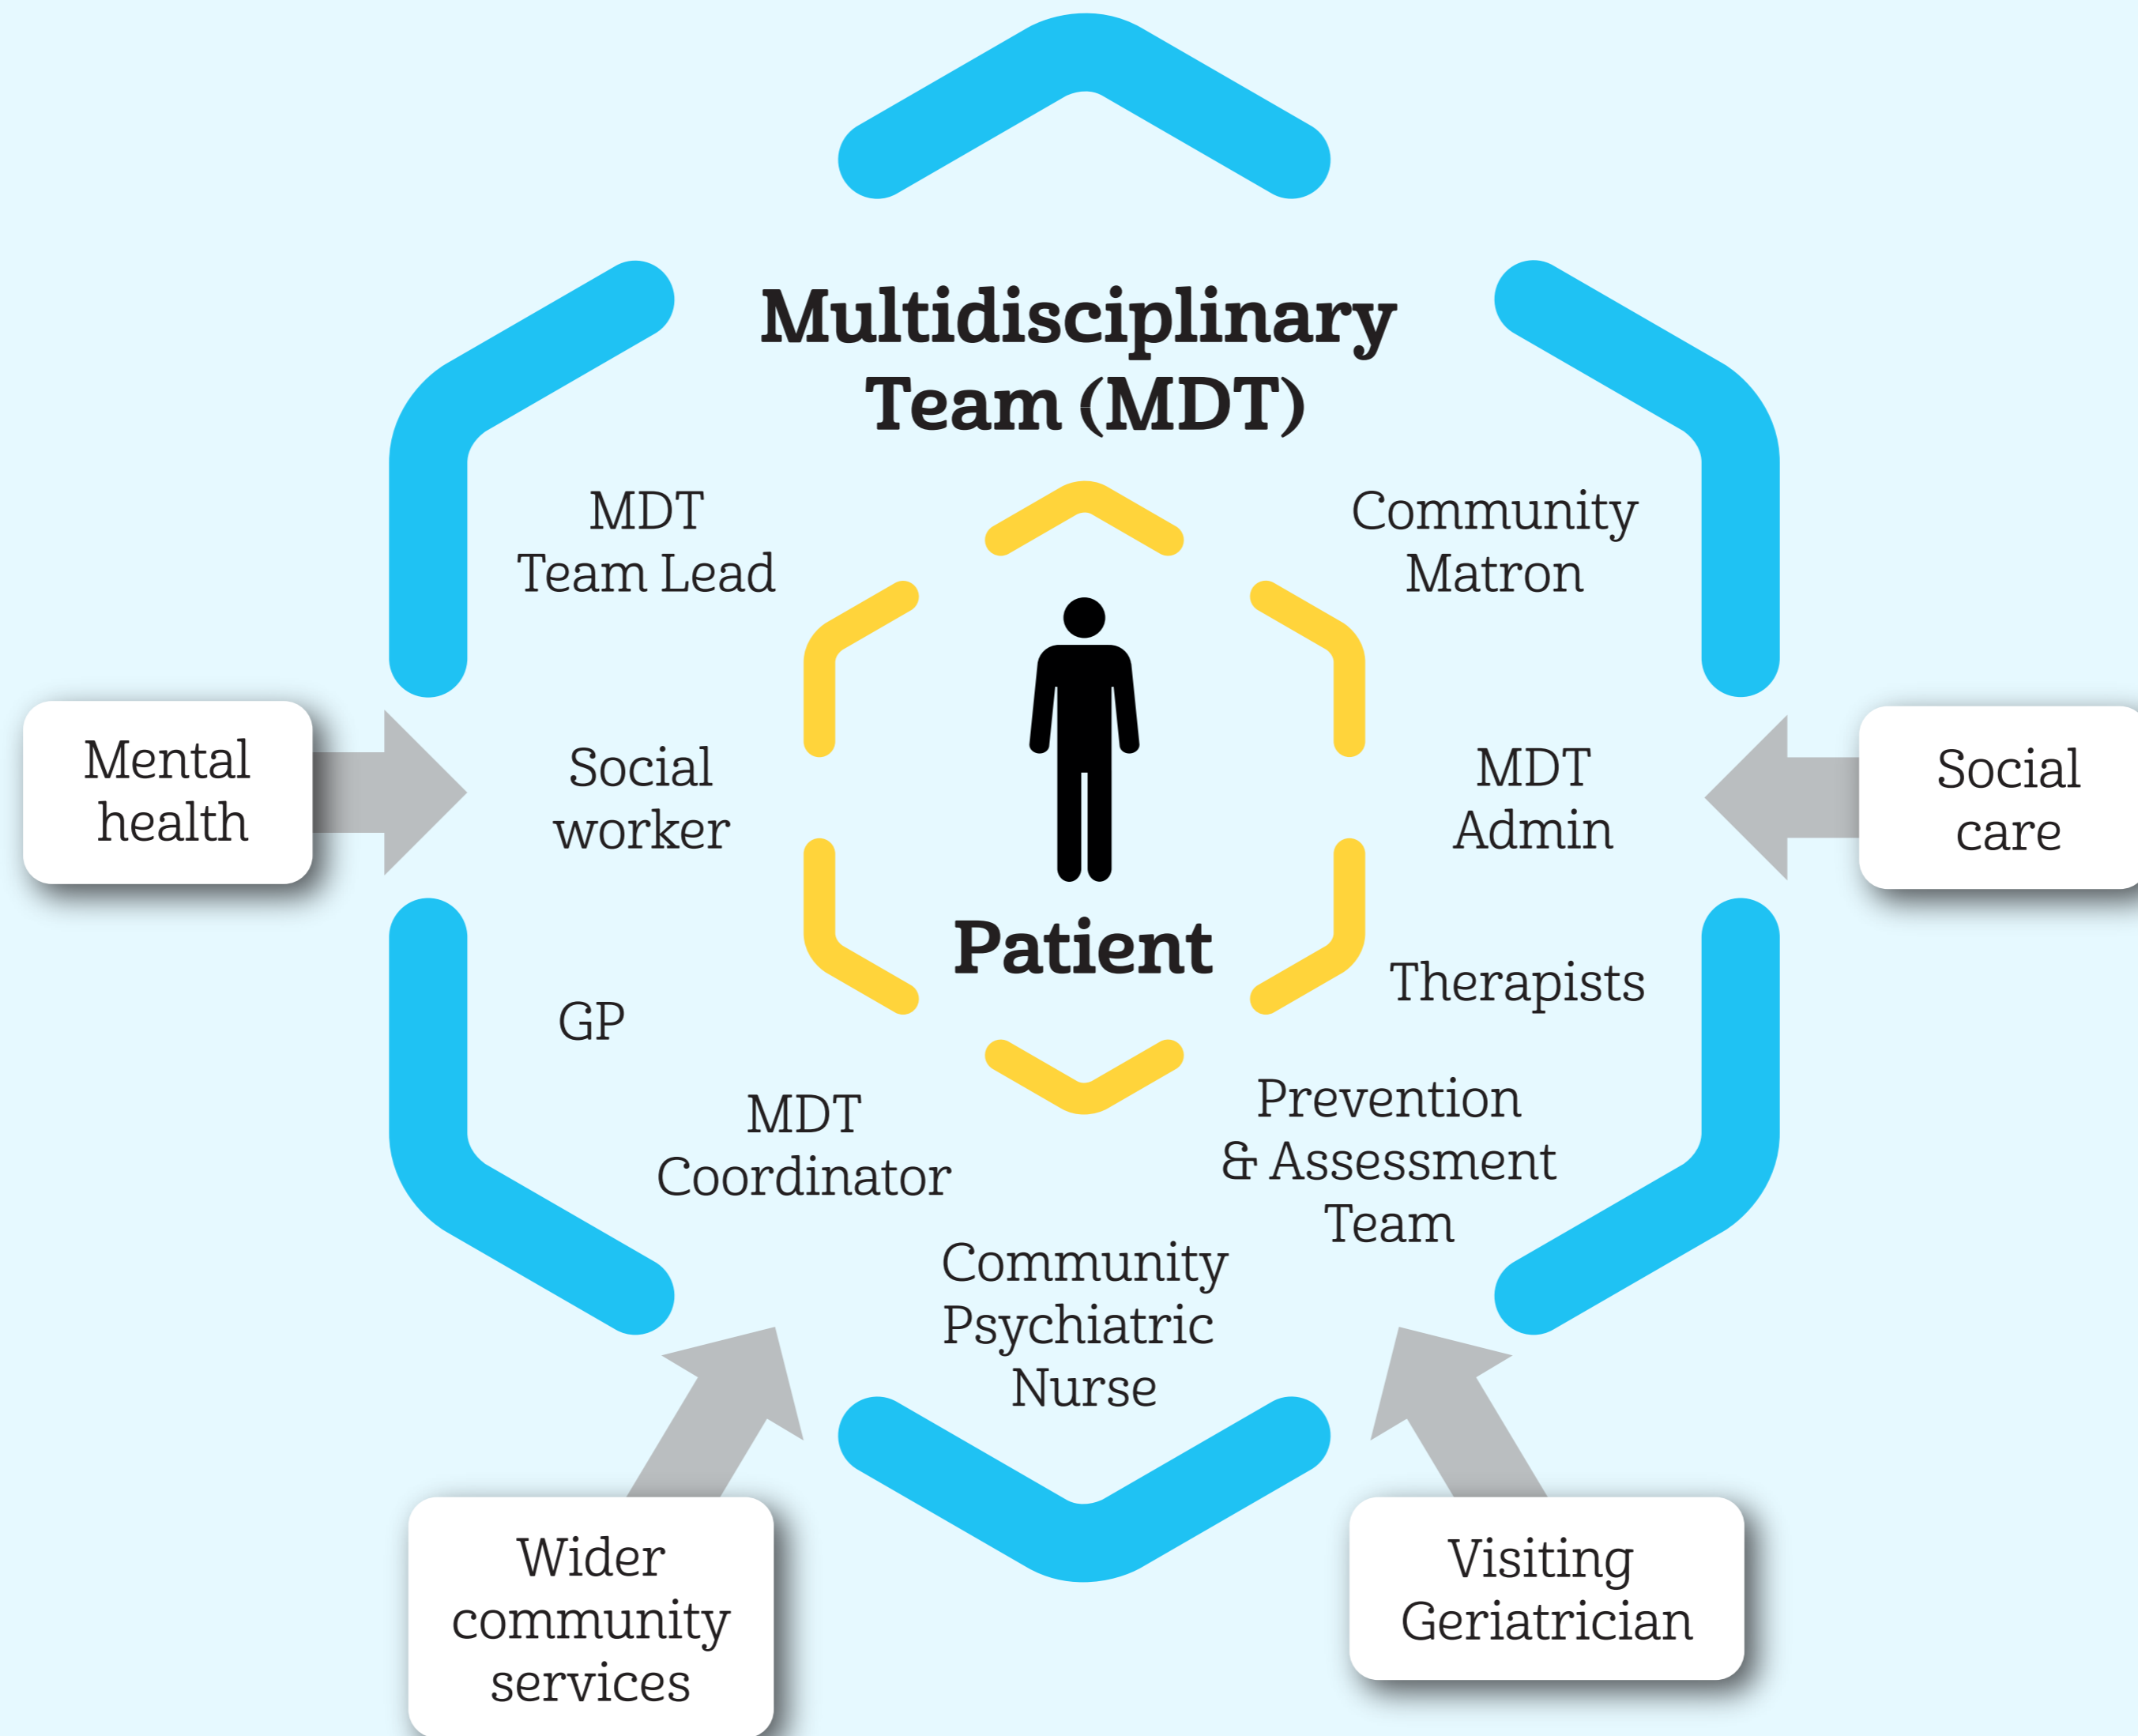 Multidisciplinary
Team (MDT)
MDT
Team Lead
Community
Matron
Mental
health
Social
worker
MDT
Admin
Social
care
Patient
GP
Therapists
MDT
Coordinator
Prevention
& Assessment
Team
Community
Psychiatric
Nurse
Wider
community
services
Visiting
Geriatrician